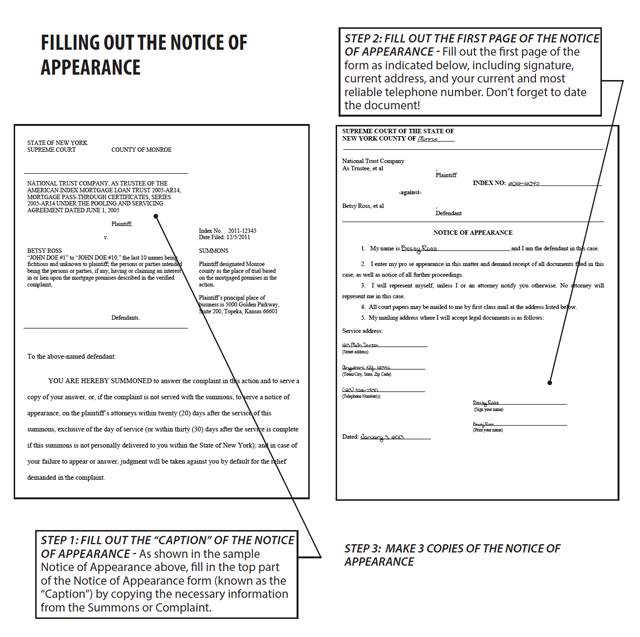 FILLING OUT THE NOTICE OF
APPEARANCE
STEP 2: FILL OUT THE FIRST PAGE OF THE NOTICE
OF APPEARANCE - Fill out the first page of the
form as indicated below, including signature,
current address, and your current and most
reliable telephone number. Don't forget to date
the document!
STATE OF NEW YORK
SUPREME COURT COUNTY OF MONROE
NATIONAL TRUST COMPANY, AS TRUSTEE OF THE
AMERICAN INDEX MORTGAGE LOAN TRUST 2005-AR14,
MORTGAGE PASS-THROUGH CERTIFICATES, SERIES
2005-AR14 UNDER THE POOLING AND SERVICING
AGREEMENT DATED JUNE 1, 2005
Plaintiff,
v.
Index No. 2011-12345
Date Filed: 12/5/2011
BETSY ROSS
"JOHN DOE #1" to "JOHN DOE #10," the last 10 names being
fictitious and unknown to plaintiff; the persons or parties intended
being the persons or parties, if any, having or claiming an interest
in or lien upon the mortgage premises described in the verified
complaint,
SUMMONS
Plaintiff designated Monroe
county as the place of trial based
on the mortgaged premises in the
action.
Plaintiff's principal place of
business is 5000 Golden Parkway,
Suite 200, Topeka, Kansas 66601
Defendants.
To the above-named defendant:
YOU ARE HEREBY SUMMONED to answer the complaint in this action and to serve a
copy of your answer, or, if the complaint is not served with the summons, to serve a notice of
appearance, on the plaintiff's attorneys within twenty (20) days after the service of this
summons, exclusive of the day of service (or within thirty (30) days after the service is complete
if this summons is not personally delivered to you within the State of New York); and in case of
your failure to appear or answer, judgment will be taken against you by default for the relief
demanded in the complaint.
SUPREME COURT OF THE STATE OF
NEW YORK COUNTY OF Monroe
National Trust Company
As Trustee, et al
Plaintiff
INDEX NO:
-against-
Betsy Ross, et al
Defendant
NOTICE OF APPEARANCE
1. My name is Betsy Ross and I am the defendant in this case.
2. I enter my pro se appearance in this matter and demand receipt of all documents filed in this
case, as well as notice of all further proceedings.
3. I will represent myself, unless I or an attorney notify you otherwise. No attorney will
represent me in this case.
4. All court papers may be mailed to me by first class mail at the address listed below.
5. My mailing address where I will accept legal documents is as follows:
Service address:
(Street address)
(Town/City, State, Zip Code)
(Telephone Number(s))
Betsy Ross
(Sign your name)
Betsy Ross
(Print your name)
Dated: January 3, 2013
STEP 1: FILL OUT THE "CAPTION" OF THE NOTICE
OF APPEARANCE - As shown in the sample
Notice of Appearance above, fill in the top part
of the Notice of Appearance form (known as the
"Caption") by copying the necessary information
from the Summons or Complaint.
STEP 3: MAKE 3 COPIES OF THE NOTICE OF
APPEARANCE